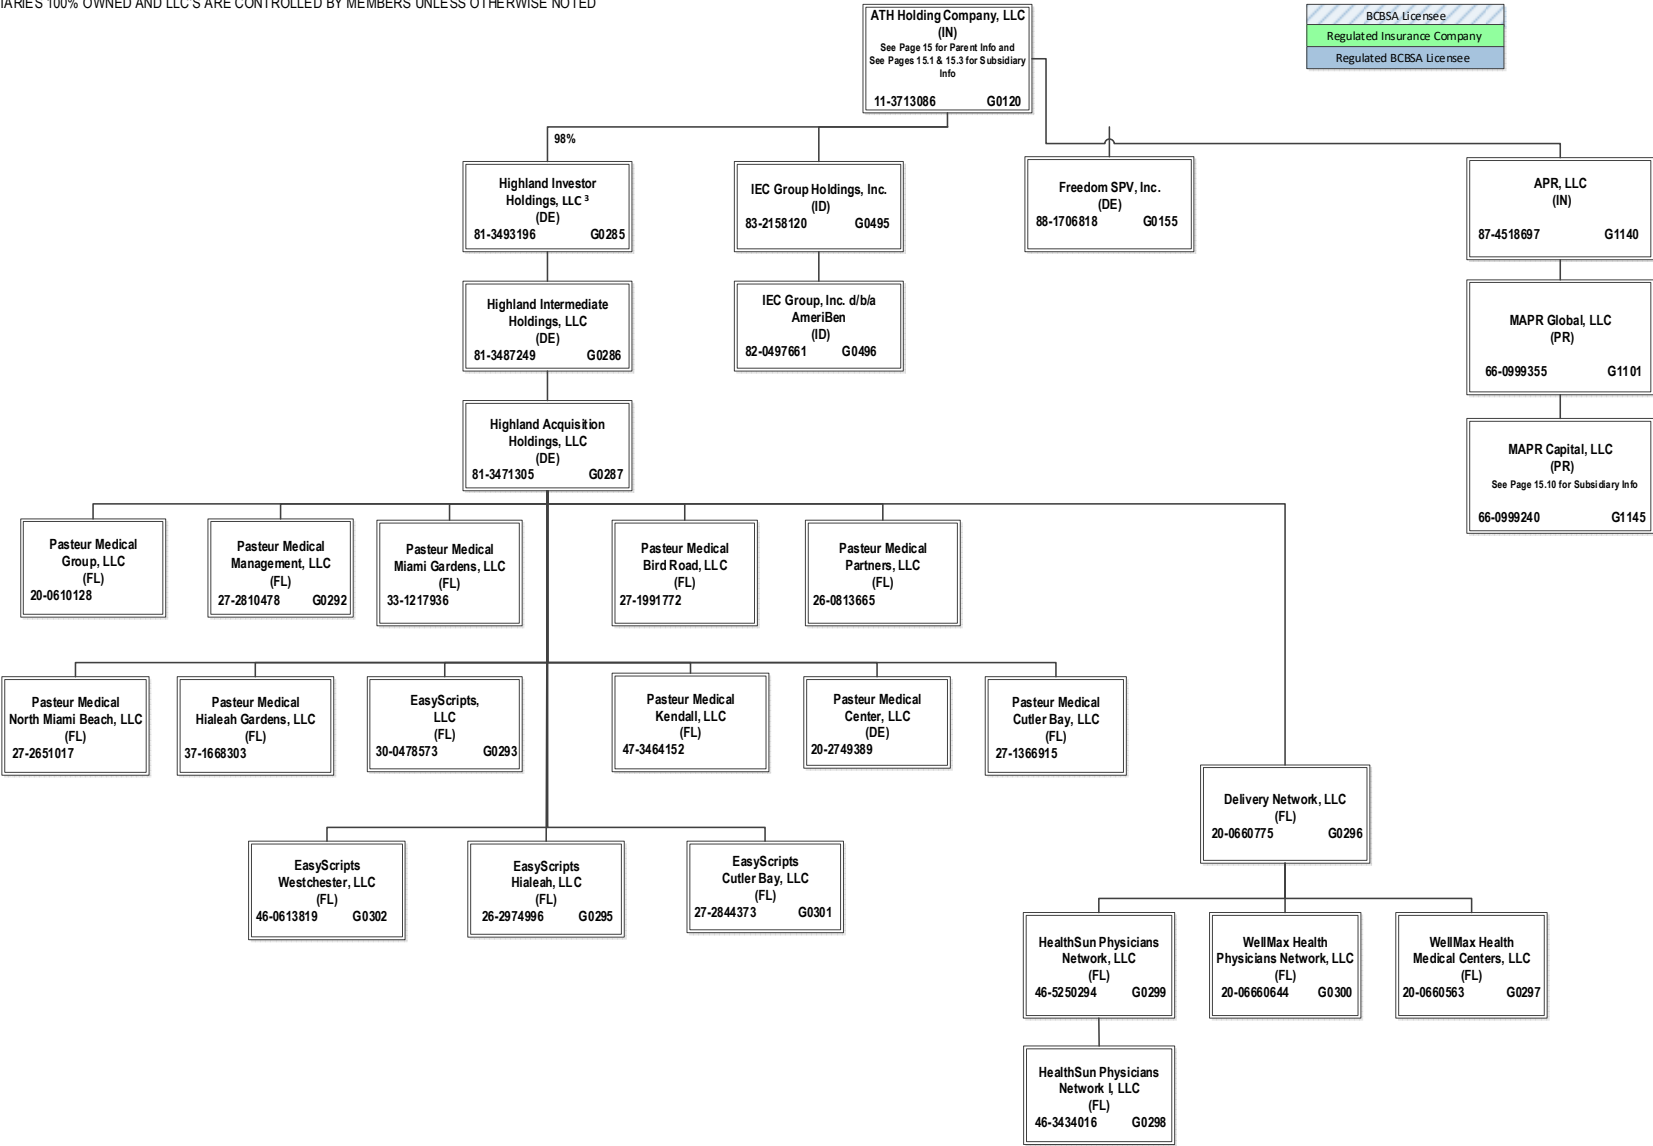 IARIES 100% OWNED AND LLC'S ARE CONTROLLED BY MEMBERS UNLESS OTHERWISE NOTED
ATH Holding Company, LLC
(IN)
See Page 15 for Parent Info and
See Pages 15.1 & 15.3 for Subsidiary
Info
11-3713086 G0120
BCBSA Licensee
Regulated Insurance Company
Regulated BCBSA Licensee
98%
Highland Investor
Holdings, LLC ³
(DE)
81-3493196 G0285
IEC Group Holdings, Inc.
(ID)
83-2158120 G0495
Freedom SPV, Inc.
(DE)
88-1706818 G0155
APR, LLC
(IN)
87-4518697 G1140
Highland Intermediate
Holdings, LLC
(DE)
81-3487249 G0286
IEC Group, Inc. d/b/a
AmeriBen
(ID)
82-0497661 G0496
MAPR Global, LLC
(PR)
66-0999355 G1101
Highland Acquisition
Holdings, LLC
(DE)
81-3471305 G0287
MAPR Capital, LLC
(PR)
See Page 15.10 for Subsidiary Info
66-0999240 G1145
Pasteur Medical
Group, LLC
(FL)
20-0610128
Pasteur Medical
Management, LLC
(FL)
27-2810478 G0292
Pasteur Medical
Miami Gardens, LLC
(FL)
33-1217936
Pasteur Medical
Bird Road, LLC
(FL)
27-1991772
Pasteur Medical
Partners, LLC
(FL)
26-0813665
Pasteur Medical
North Miami Beach, LLC
(FL)
27-2651017
Pasteur Medical
Hialeah Gardens, LLC
(FL)
37-1668303
EasyScripts,
LLC
(FL)
30-0478573 G0293
Pasteur Medical
Kendall, LLC
(FL)
47-3464152
Pasteur Medical
Center, LLC
(DE)
20-2749389
Pasteur Medical
Cutler Bay, LLC
(FL)
27-1366915
Delivery Network, LLC
(FL)
20-0660775 G0296
EasyScripts
Westchester, LLC
(FL)
46-0613819 G0302
EasyScripts
Hialeah, LLC
(FL)
26-2974996 G0295
EasyScripts
Cutler Bay, LLC
(FL)
27-2844373 G0301
HealthSun Physicians
Network, LLC
(FL)
46-5250294 G0299
WellMax Health
Physicians Network, LLC
(FL)
20-06660644 G0300
WellMax Health
Medical Centers, LLC
(FL)
20-0660563 G0297
HealthSun Physicians
Network I, LLC
(FL)
46-3434016 G0298